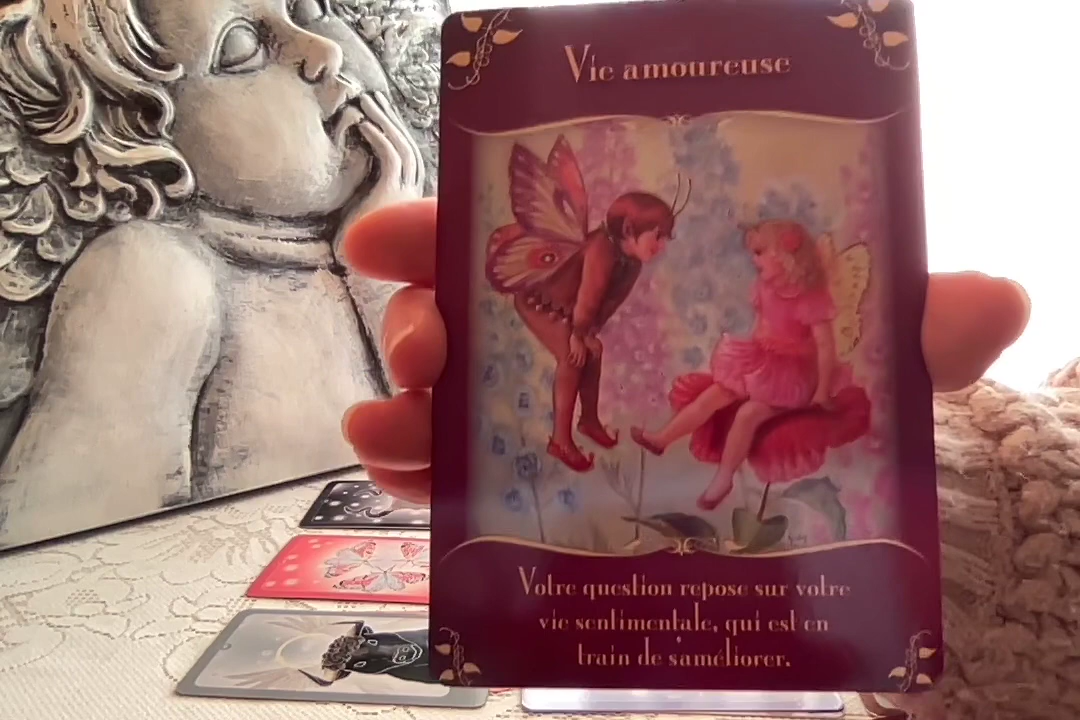 Vie amoureuse
Votre question repose sur votre
vie sentimentale, qui est en
train de s'améliorer.